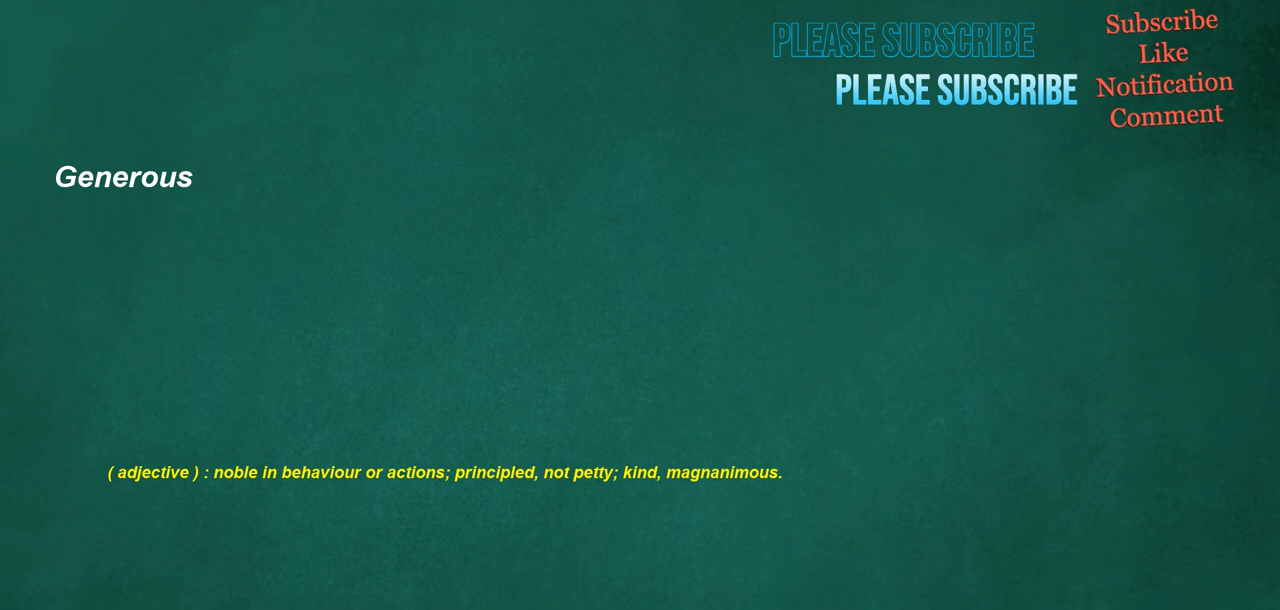 PLEASE SUBSCRIBE
PLEASE SUBSCRIBE
Subscribe
Like
Notification
Comment
Generous
( adjective ) : noble in behaviour or actions; principled, not petty; kind, magnanimous.